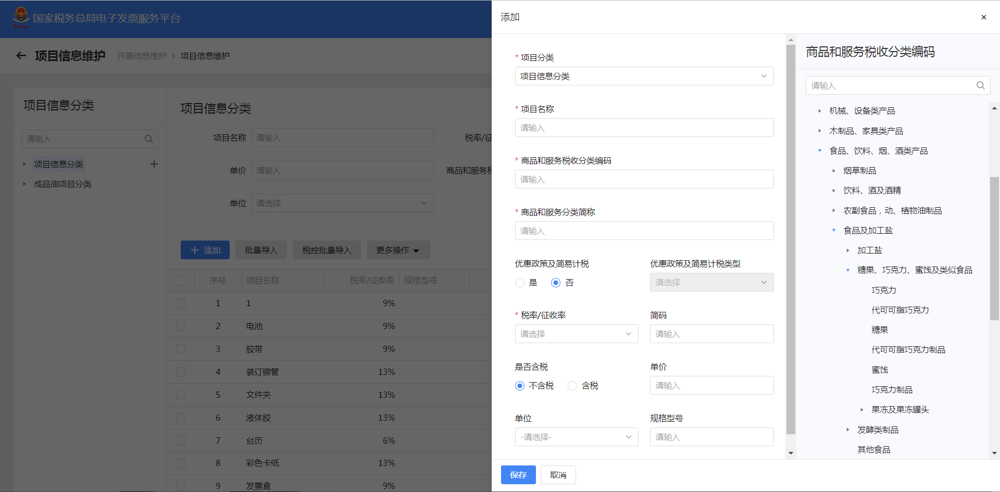 国家税务总局电子发票服务平台
项目信息维护 开票信息维护 > 项目信息维护
项目信息分类
请输入
项目信息分类
成品油项目分类
项目信息分类
项目名称 请输入 税率/征
单价 请输入 商品和服务税
单位 请选择
添加 批量导入 税控批量导入 更多操作
序号 项目名称 税率/征收率 规格型号
1 1 9%
2 电池 9%
3 胶带 9%
4 装订铆管 13%
5 文件夹 13%
6 液体胶 13%
7 台历 6%
8 彩色卡纸 13%
9 发票盒 9%
添加
* 项目分类
项目信息分类
* 项目名称
请输入
* 商品和服务税收分类编码
请输入
* 商品和服务分类简称
请输入
优惠政策及简易计税 优惠政策及简易计税类型
是 否 请选择
* 税率/征收率 简码
请选择 请输入
是否含税 单价
不含税 含税 请输入
单位 规格型号
-请选择- 请输入
保存 取消
商品和服务税收分类编码
请输入
机械、设备类产品
木制品、家具类产品
食品、饮料、烟、酒类产品
烟草制品
饮料、酒及酒精
农副食品，动、植物油制品
食品及加工盐
加工盐
糖果、巧克力、蜜饯及类似食品
巧克力
代可可脂巧克力
糖果
代可可脂巧克力制品
蜜饯
巧克力制品
果冻及果冻罐头
发酵类制品
其他食品